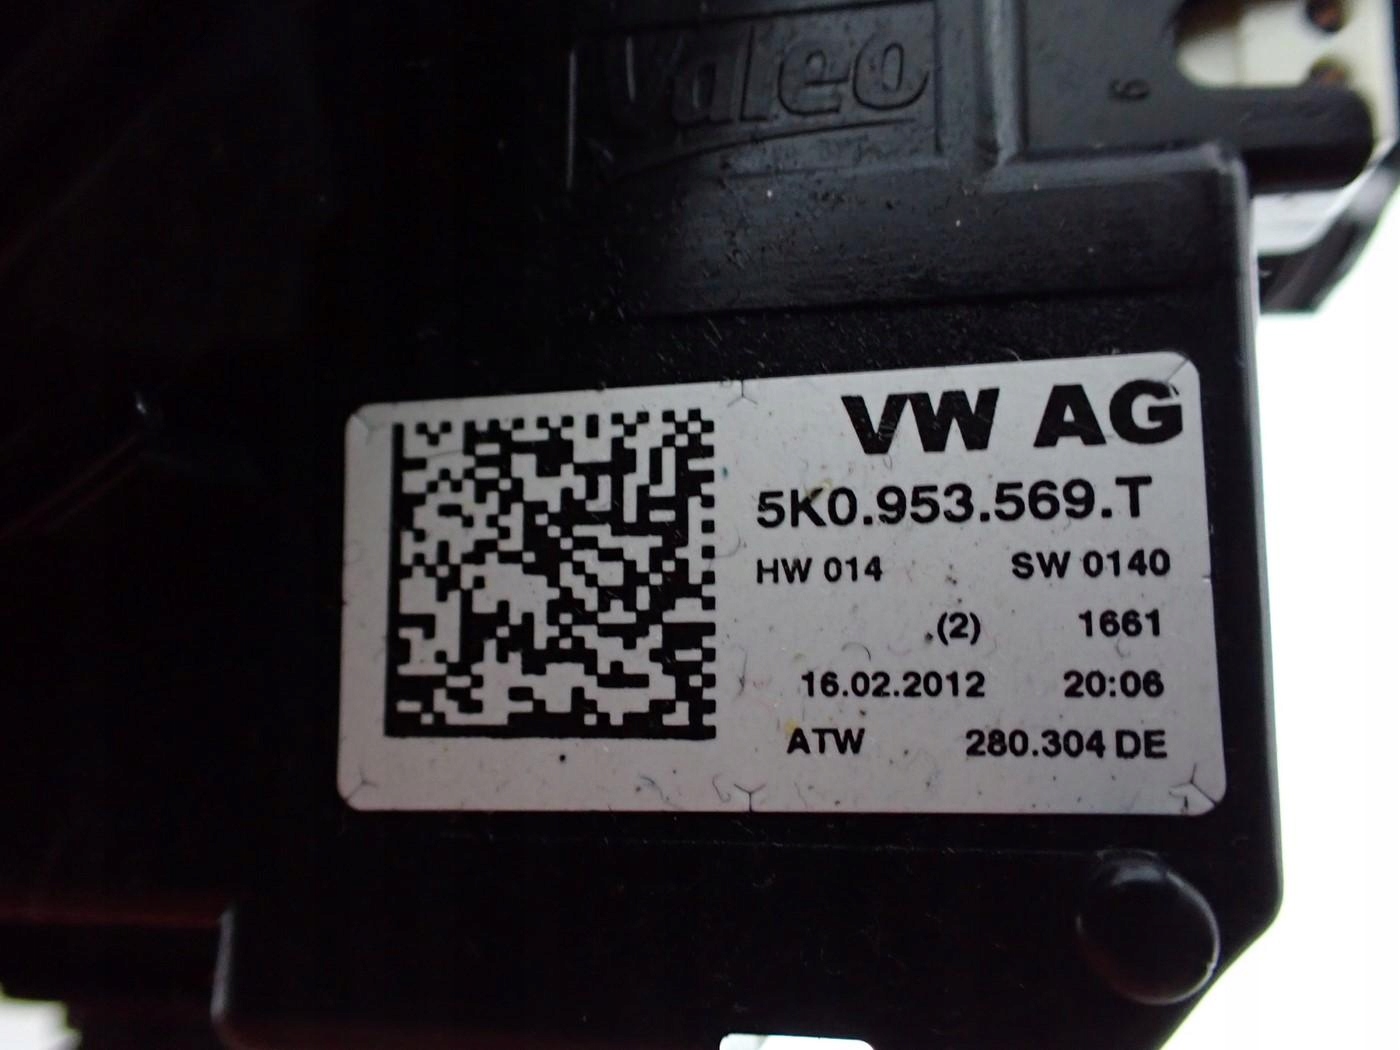 Valeo
6
VW AG
5K0.953.569.T
HW 014 SW 0140
(2) 1661
16.02.2012 20:06
ATW 280.304 DE